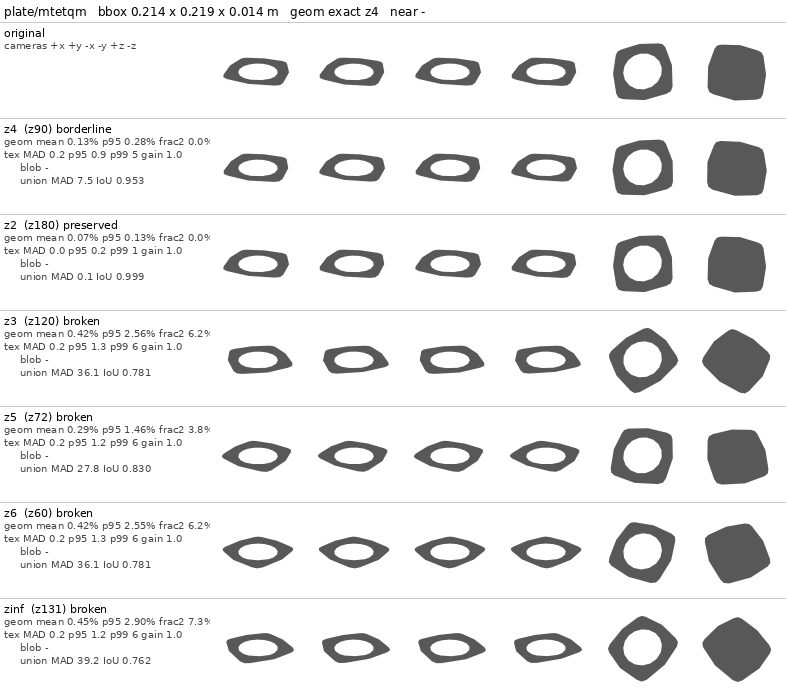 plate/mtetqm   bbox 0.214 x 0.219 x 0.014 m   geom exact z4   near -
original
cameras +x +y -x -y +z -z
z4  (z90) borderline
geom mean 0.13% p95 0.28% frac2 0.0%
tex MAD 0.2 p95 0.9 p99 5 gain 1.0
blob -
union MAD 7.5 IoU 0.953
z2  (z180) preserved
geom mean 0.07% p95 0.13% frac2 0.0%
tex MAD 0.0 p95 0.2 p99 1 gain 1.0
blob -
union MAD 0.1 IoU 0.999
z3  (z120) broken
geom mean 0.42% p95 2.56% frac2 6.2%
tex MAD 0.2 p95 1.3 p99 6 gain 1.0
blob -
union MAD 36.1 IoU 0.781
z5  (z72) broken
geom mean 0.29% p95 1.46% frac2 3.8%
tex MAD 0.2 p95 1.2 p99 6 gain 1.0
blob -
union MAD 27.8 IoU 0.830
z6  (z60) broken
geom mean 0.42% p95 2.55% frac2 6.2%
tex MAD 0.2 p95 1.3 p99 6 gain 1.0
blob -
union MAD 36.1 IoU 0.781
zinf  (z131) broken
geom mean 0.45% p95 2.90% frac2 7.3%
tex MAD 0.2 p95 1.2 p99 6 gain 1.0
blob -
union MAD 39.2 IoU 0.762